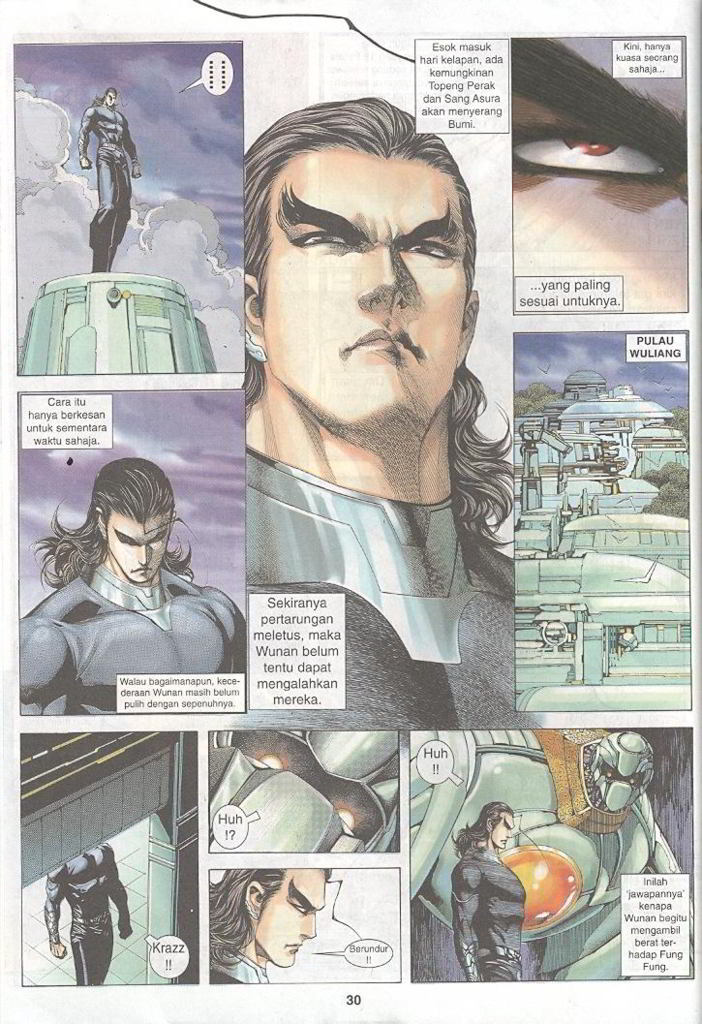 Esok masuk
hari kelapan, ada
kemungkinan
Topeng Perak
dan Sang Asura
akan menyerang
Bumi.
Kini, hanya
kuasa seorang
sahaja...
...yang paling
sesuai untuknya.
Cara itu
hanya berkesan
untuk sementara
waktu sahaja.
Walau bagaimanapun, kece-
deraan Wunan masih belum
pulih dengan sepenuhnya.
Sekiranya
pertarungan
meletus, maka
Wunan belum
tentu dapat
mengalahkan
mereka.
PULAU
WULIANG
Krazz
!!
Huh
!?
Berundur
!!
Huh
!!
Inilah
'jawapannya'
kenapa
Wunan begitu
mengambil
berat ter-
hadap Fung
Fung.
30